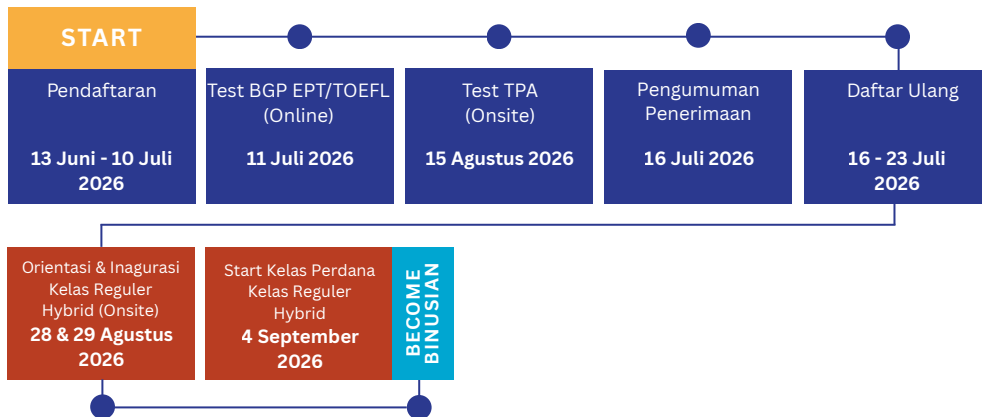 START
Pendaftaran
13 Juni - 10 Juli
2026
Test BGP EPT/TOEFL
(Online)
11 Juli 2026
Test TPA
(Onsite)
15 Agustus 2026
Pengumuman
Penerimaan
16 Juli 2026
Daftar Ulang
16 - 23 Juli
2026
Orientasi & Inagurasi
Kelas Reguler
Hybrid (Onsite)
28 & 29 Agustus
2026
Start Kelas Perdana
Kelas Reguler
Hybrid
4 September
2026
BECOME
BINUSIAN